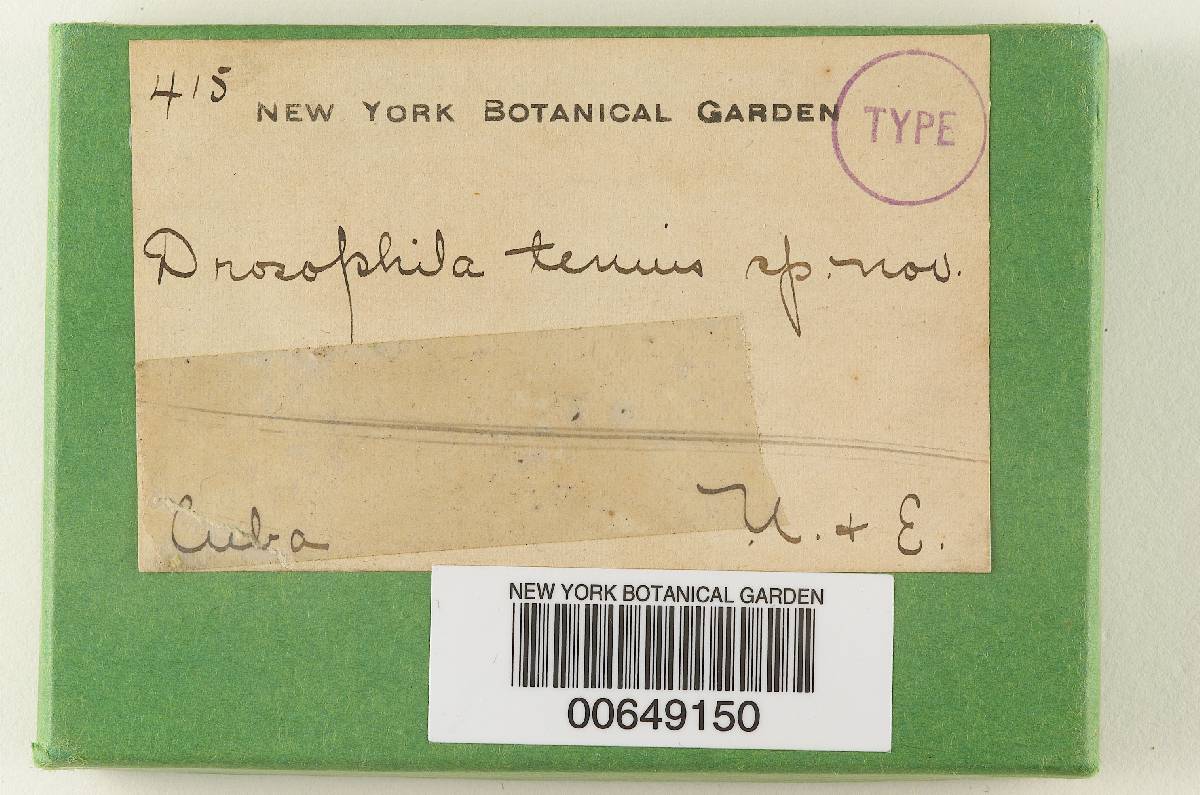 415
NEW YORK BOTANICAL GARDEN
TYPE
Drosophila tenuis sp. nov.
Cuba
U. + E.
NEW YORK BOTANICAL GARDEN
00649150